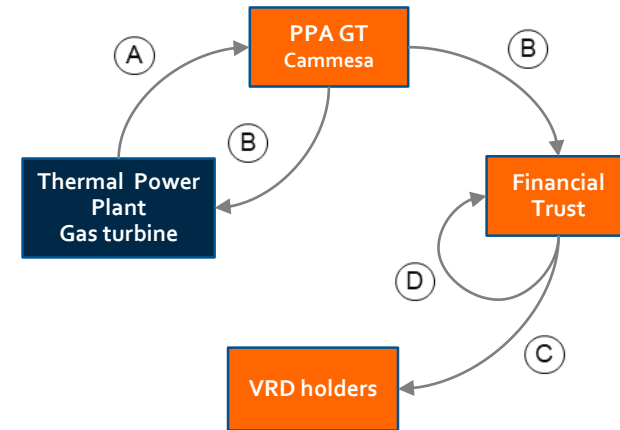 PPA GT
Cammesa
A
B
B
Thermal Power
Plant
Gas turbine
Financial
Trust
D
C
VRD holders